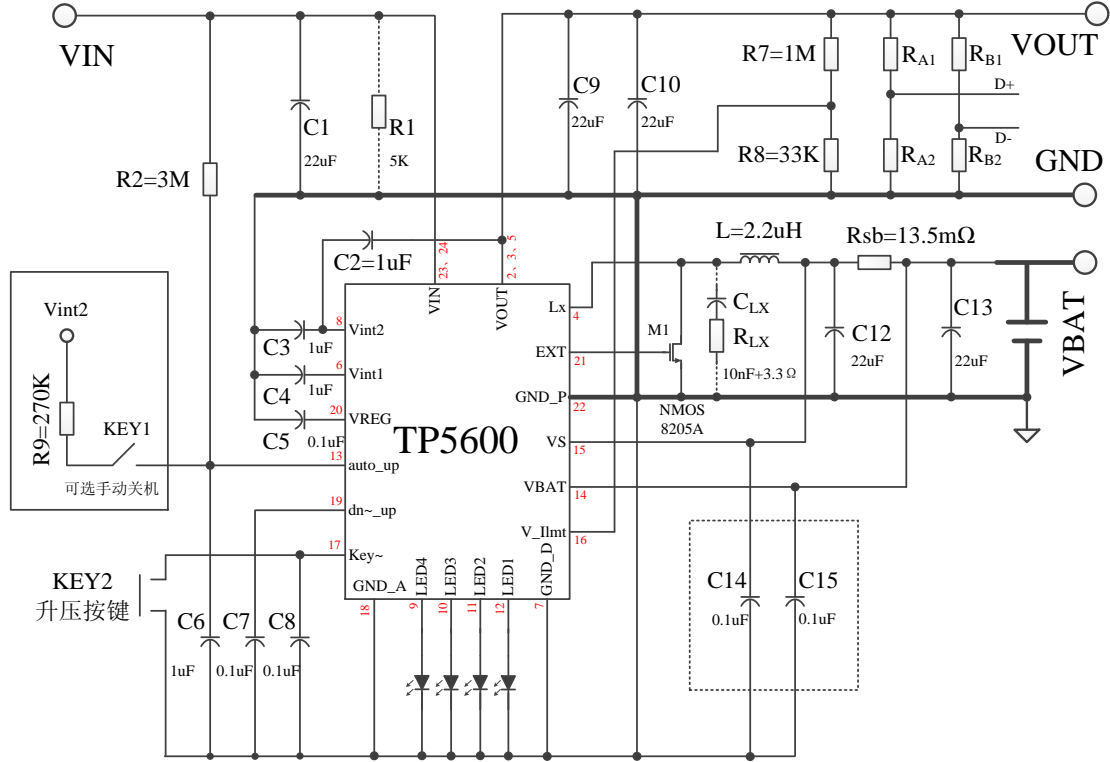 VIN
VOUT
R7=1M
RA1
RB1
D+
D-
C9
22uF
C10
22uF
C1
22uF
R1
5K
R8=33K
RA2
RB2
GND
R2=3M
L=2.2uH
Rsb=13.5mΩ
C2=1uF
23、24
2、3、5
VIN
VOUT
Lx
4
CLX
RLX
10nF+3.3Ω
M1
NMOS
8205A
C12
22uF
C13
22uF
VBAT
Vint2
R9=270K
KEY1
可选手动关机
C3
1uF
8
Vint2
C4
1uF
6
Vint1
C5
0.1uF
20
VREG
EXT
21
GND_P
22
TP5600
VS
15
13
auto_up
VBAT
14
19
dn~_up
V_Ilmt
16
17
Key~
GND_A
18
LED4
9
LED3
10
LED2
11
LED1
12
GND_D
7
KEY2
升压按键
C6
1uF
C7
0.1uF
C8
0.1uF
C14
0.1uF
C15
0.1uF